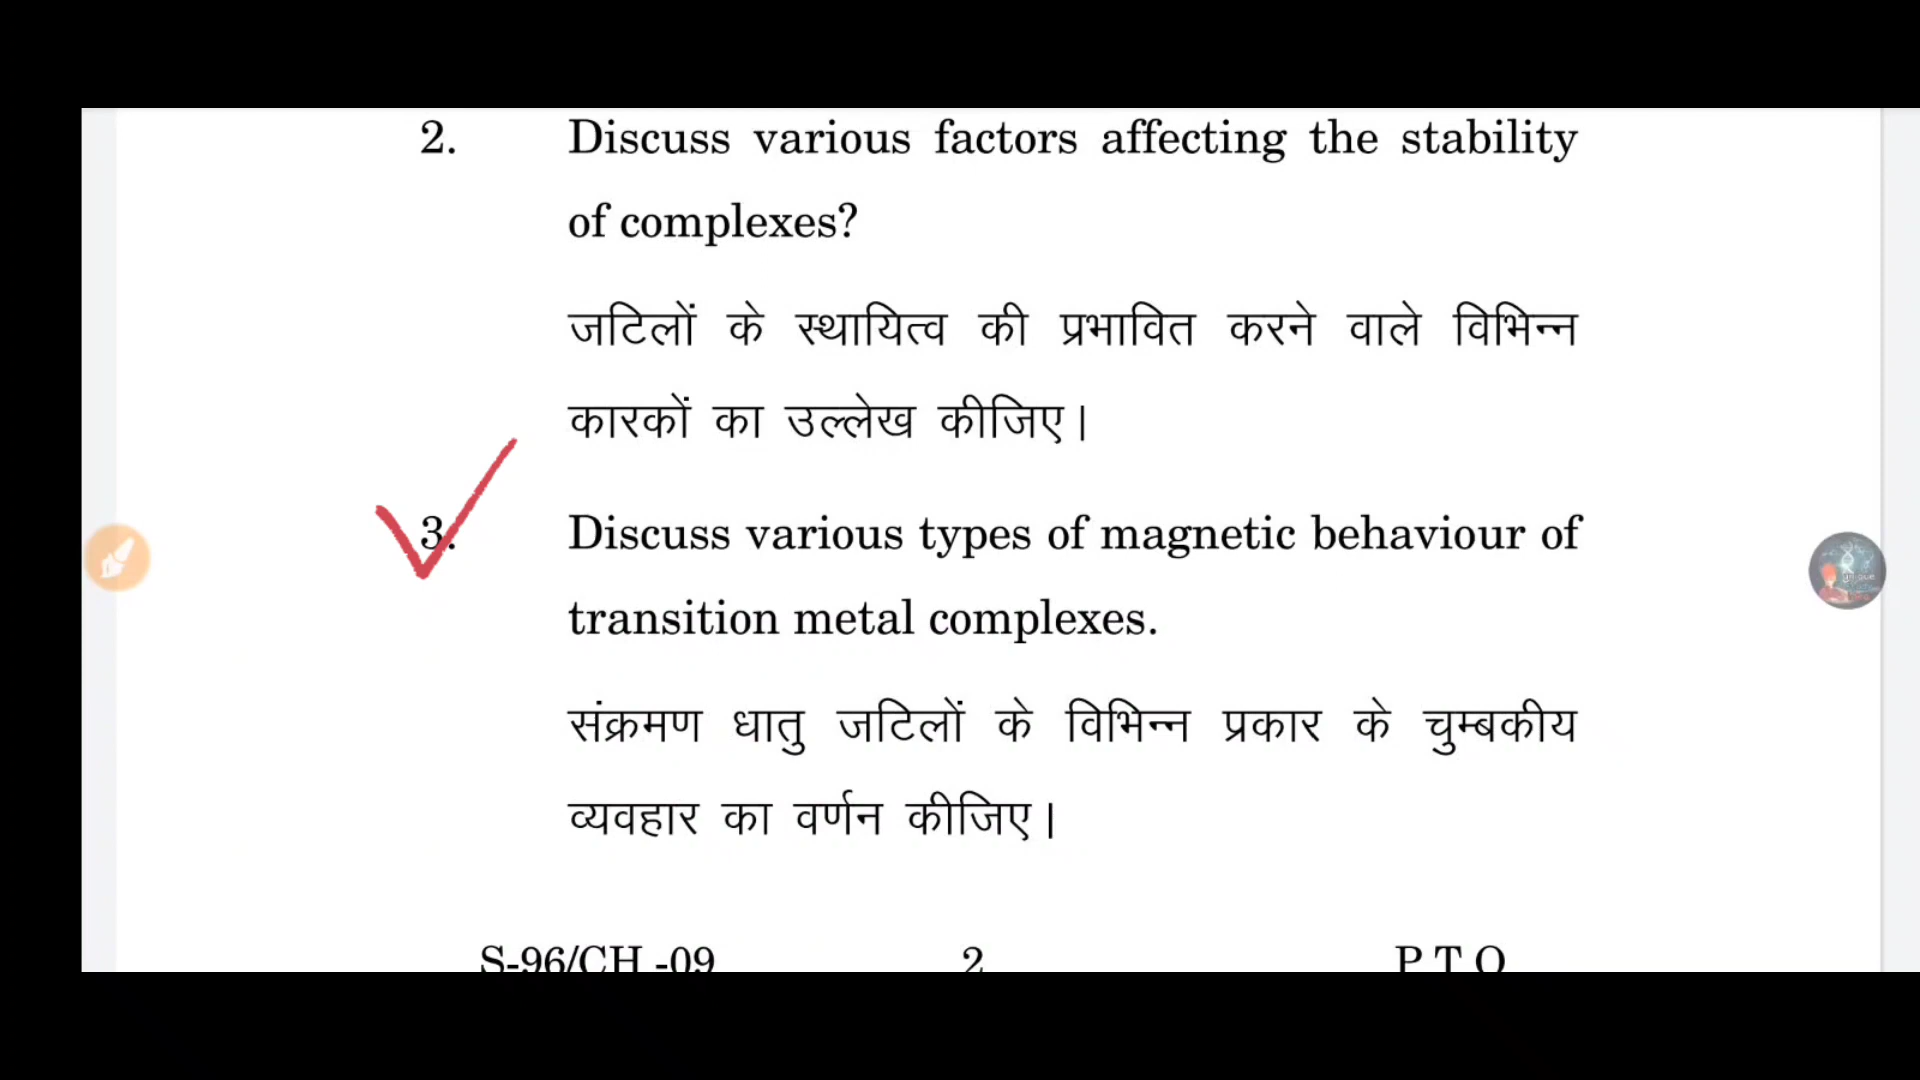 2. Discuss various factors affecting the stability
of complexes?
जटिलों के स्थायित्व की प्रभावित करने वाले विभिन्न
कारकों का उल्लेख कीजिए।
3. Discuss various types of magnetic behaviour of
transition metal complexes.
संक्रमण धातु जटिलों के विभिन्न प्रकार के चुम्बकीय
व्यवहार का वर्णन कीजिए।
S-96/CH -09 2 P T O